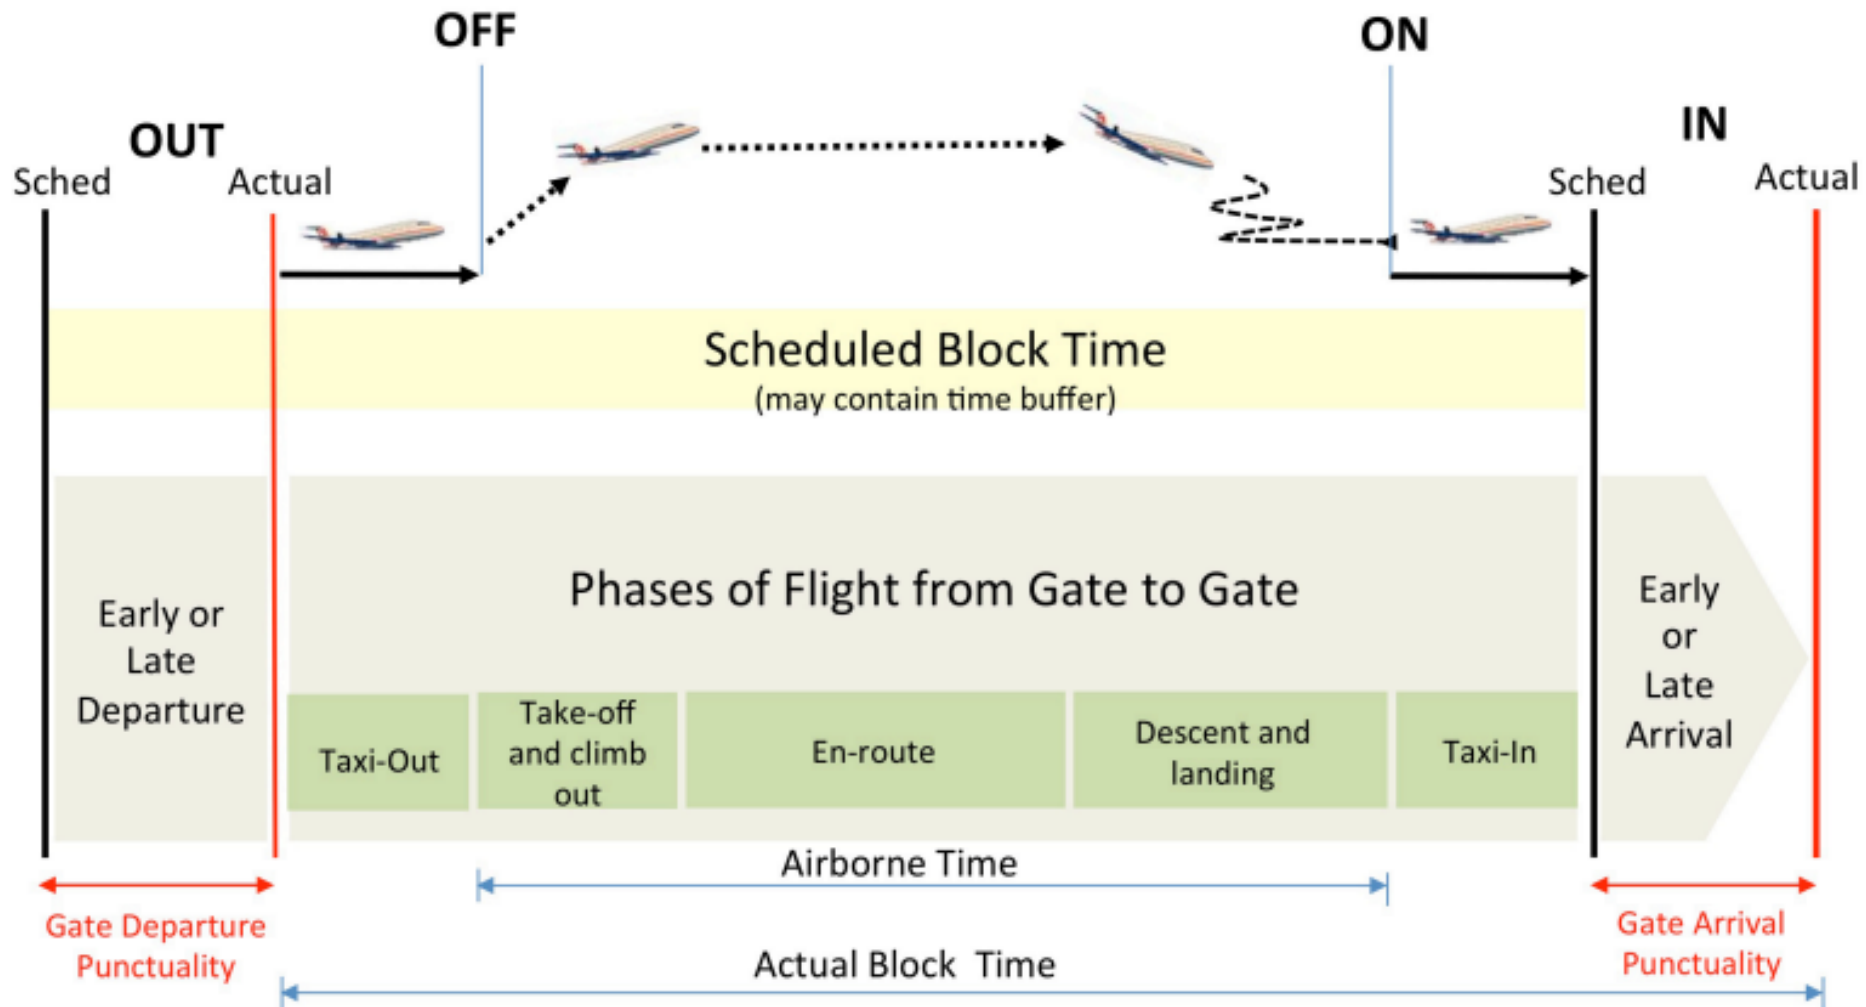 OFF
ON
OUT
IN
Sched
Actual
Sched
Actual
Scheduled Block Time
(may contain time buffer)
Phases of Flight from Gate to Gate
Early or
Late
Departure
Early
or
Late
Arrival
Taxi-Out
Take-off
and climb
out
En-route
Descent and
landing
Taxi-In
Airborne Time
Gate Departure
Punctuality
Gate Arrival
Punctuality
Actual Block Time